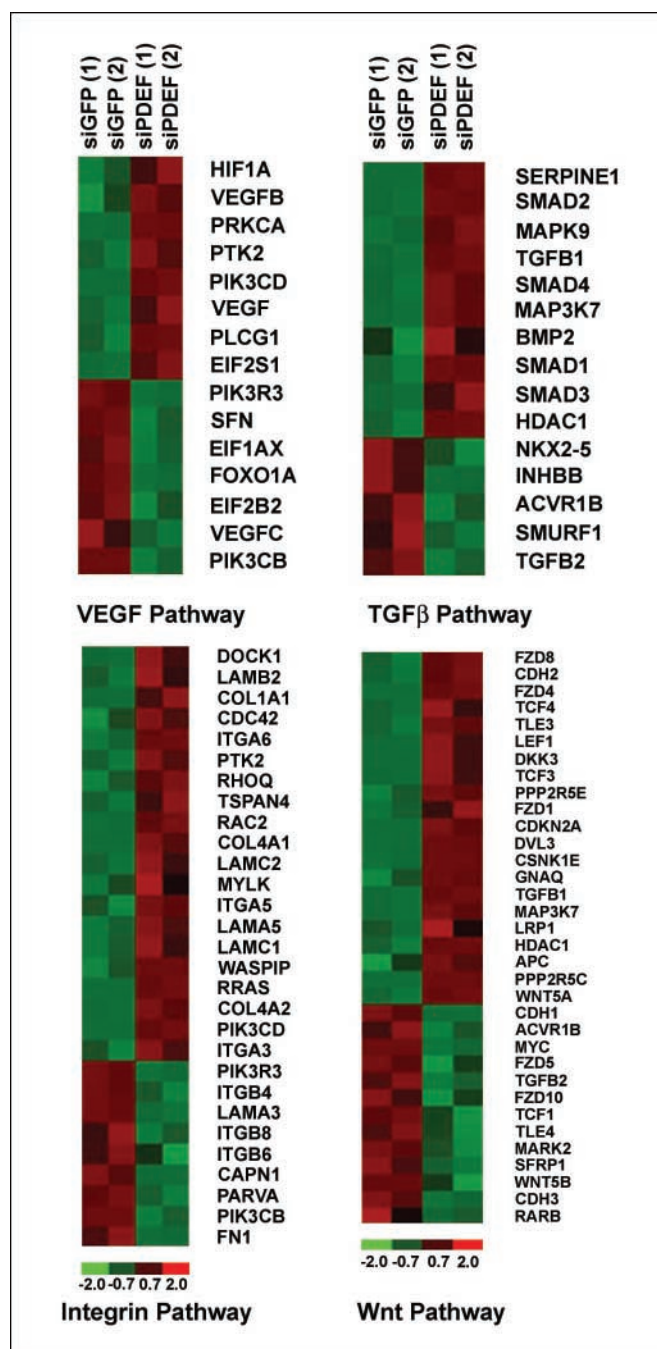 siGFP (1)
siGFP (2)
siPDEF (1)
siPDEF (2)
HIF1A
VEGFB
PRKCA
PTK2
PIK3CD
VEGF
PLCG1
EIF2S1
PIK3R3
SFN
EIF1AX
FOXO1A
EIF2B2
VEGFC
PIK3CB
VEGF Pathway
siGFP (1)
siGFP (2)
siPDEF (1)
siPDEF (2)
SERPINE1
SMAD2
MAPK9
TGFB1
SMAD4
MAP3K7
BMP2
SMAD1
SMAD3
HDAC1
NKX2-5
INHBB
ACVR1B
SMURF1
TGFB2
TGFβ Pathway
DOCK1
LAMB2
COL1A1
CDC42
ITGA6
PTK2
RHOQ
TSPAN4
RAC2
COL4A1
LAMC2
MYLK
ITGA5
LAMA5
LAMC1
WASPIP
RRAS
COL4A2
PIK3CD
ITGA3
PIK3R3
ITGB4
LAMA3
ITGB8
ITGB6
CAPN1
PARVA
PIK3CB
FN1
-2.0 -0.7 0.7 2.0
Integrin Pathway
FZD8
CDH2
FZD4
TCF4
TLE3
LEF1
DKK3
TCF3
PPP2R5E
FZD1
CDKN2A
DVL3
CSNK1E
GNAQ
TGFB1
MAP3K7
LRP1
HDAC1
APC
PPP2R5C
WNT5A
CDH1
ACVR1B
MYC
FZD5
TGFB2
FZD10
TCF1
TLE4
MARK2
SFRP1
WNT5B
CDH3
RARB
-2.0 -0.7 0.7 2.0
Wnt Pathway